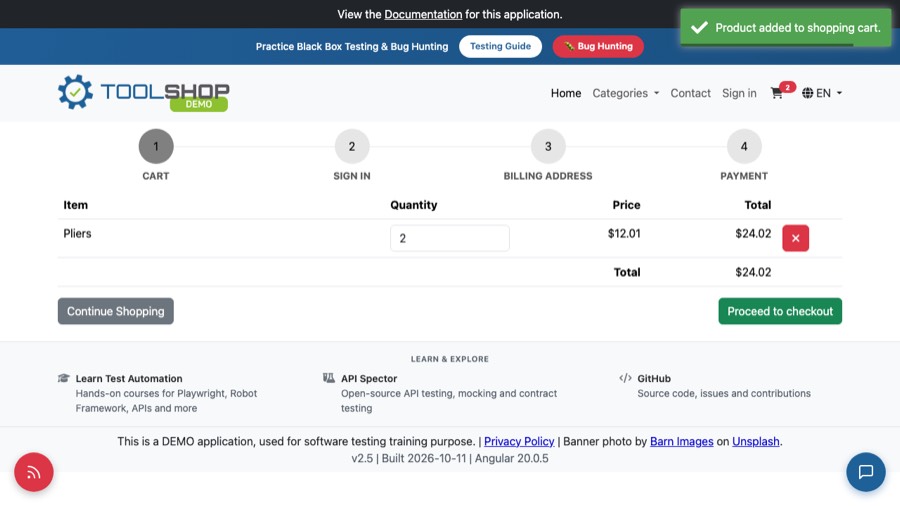 View the Documentation for this application.
Product added to shopping cart.
Practice Black Box Testing & Bug Hunting
Testing Guide
Bug Hunting
TOOLSHOP
DEMO
Home
Categories
Contact
Sign in
2
EN
1
2
3
4
CART
SIGN IN
BILLING ADDRESS
PAYMENT
Item Quantity Price Total
Pliers 2 $12.01 $24.02
Total $24.02
Continue Shopping
Proceed to checkout
LEARN & EXPLORE
Learn Test Automation
Hands-on courses for Playwright, Robot
Framework, APIs and more
API Spector
Open-source API testing, mocking and contract
testing
GitHub
Source code, issues and contributions
This is a DEMO application, used for software testing training purpose. | Privacy Policy | Banner photo by Barn Images on Unsplash.
v2.5 | Built 2026-10-11 | Angular 20.0.5